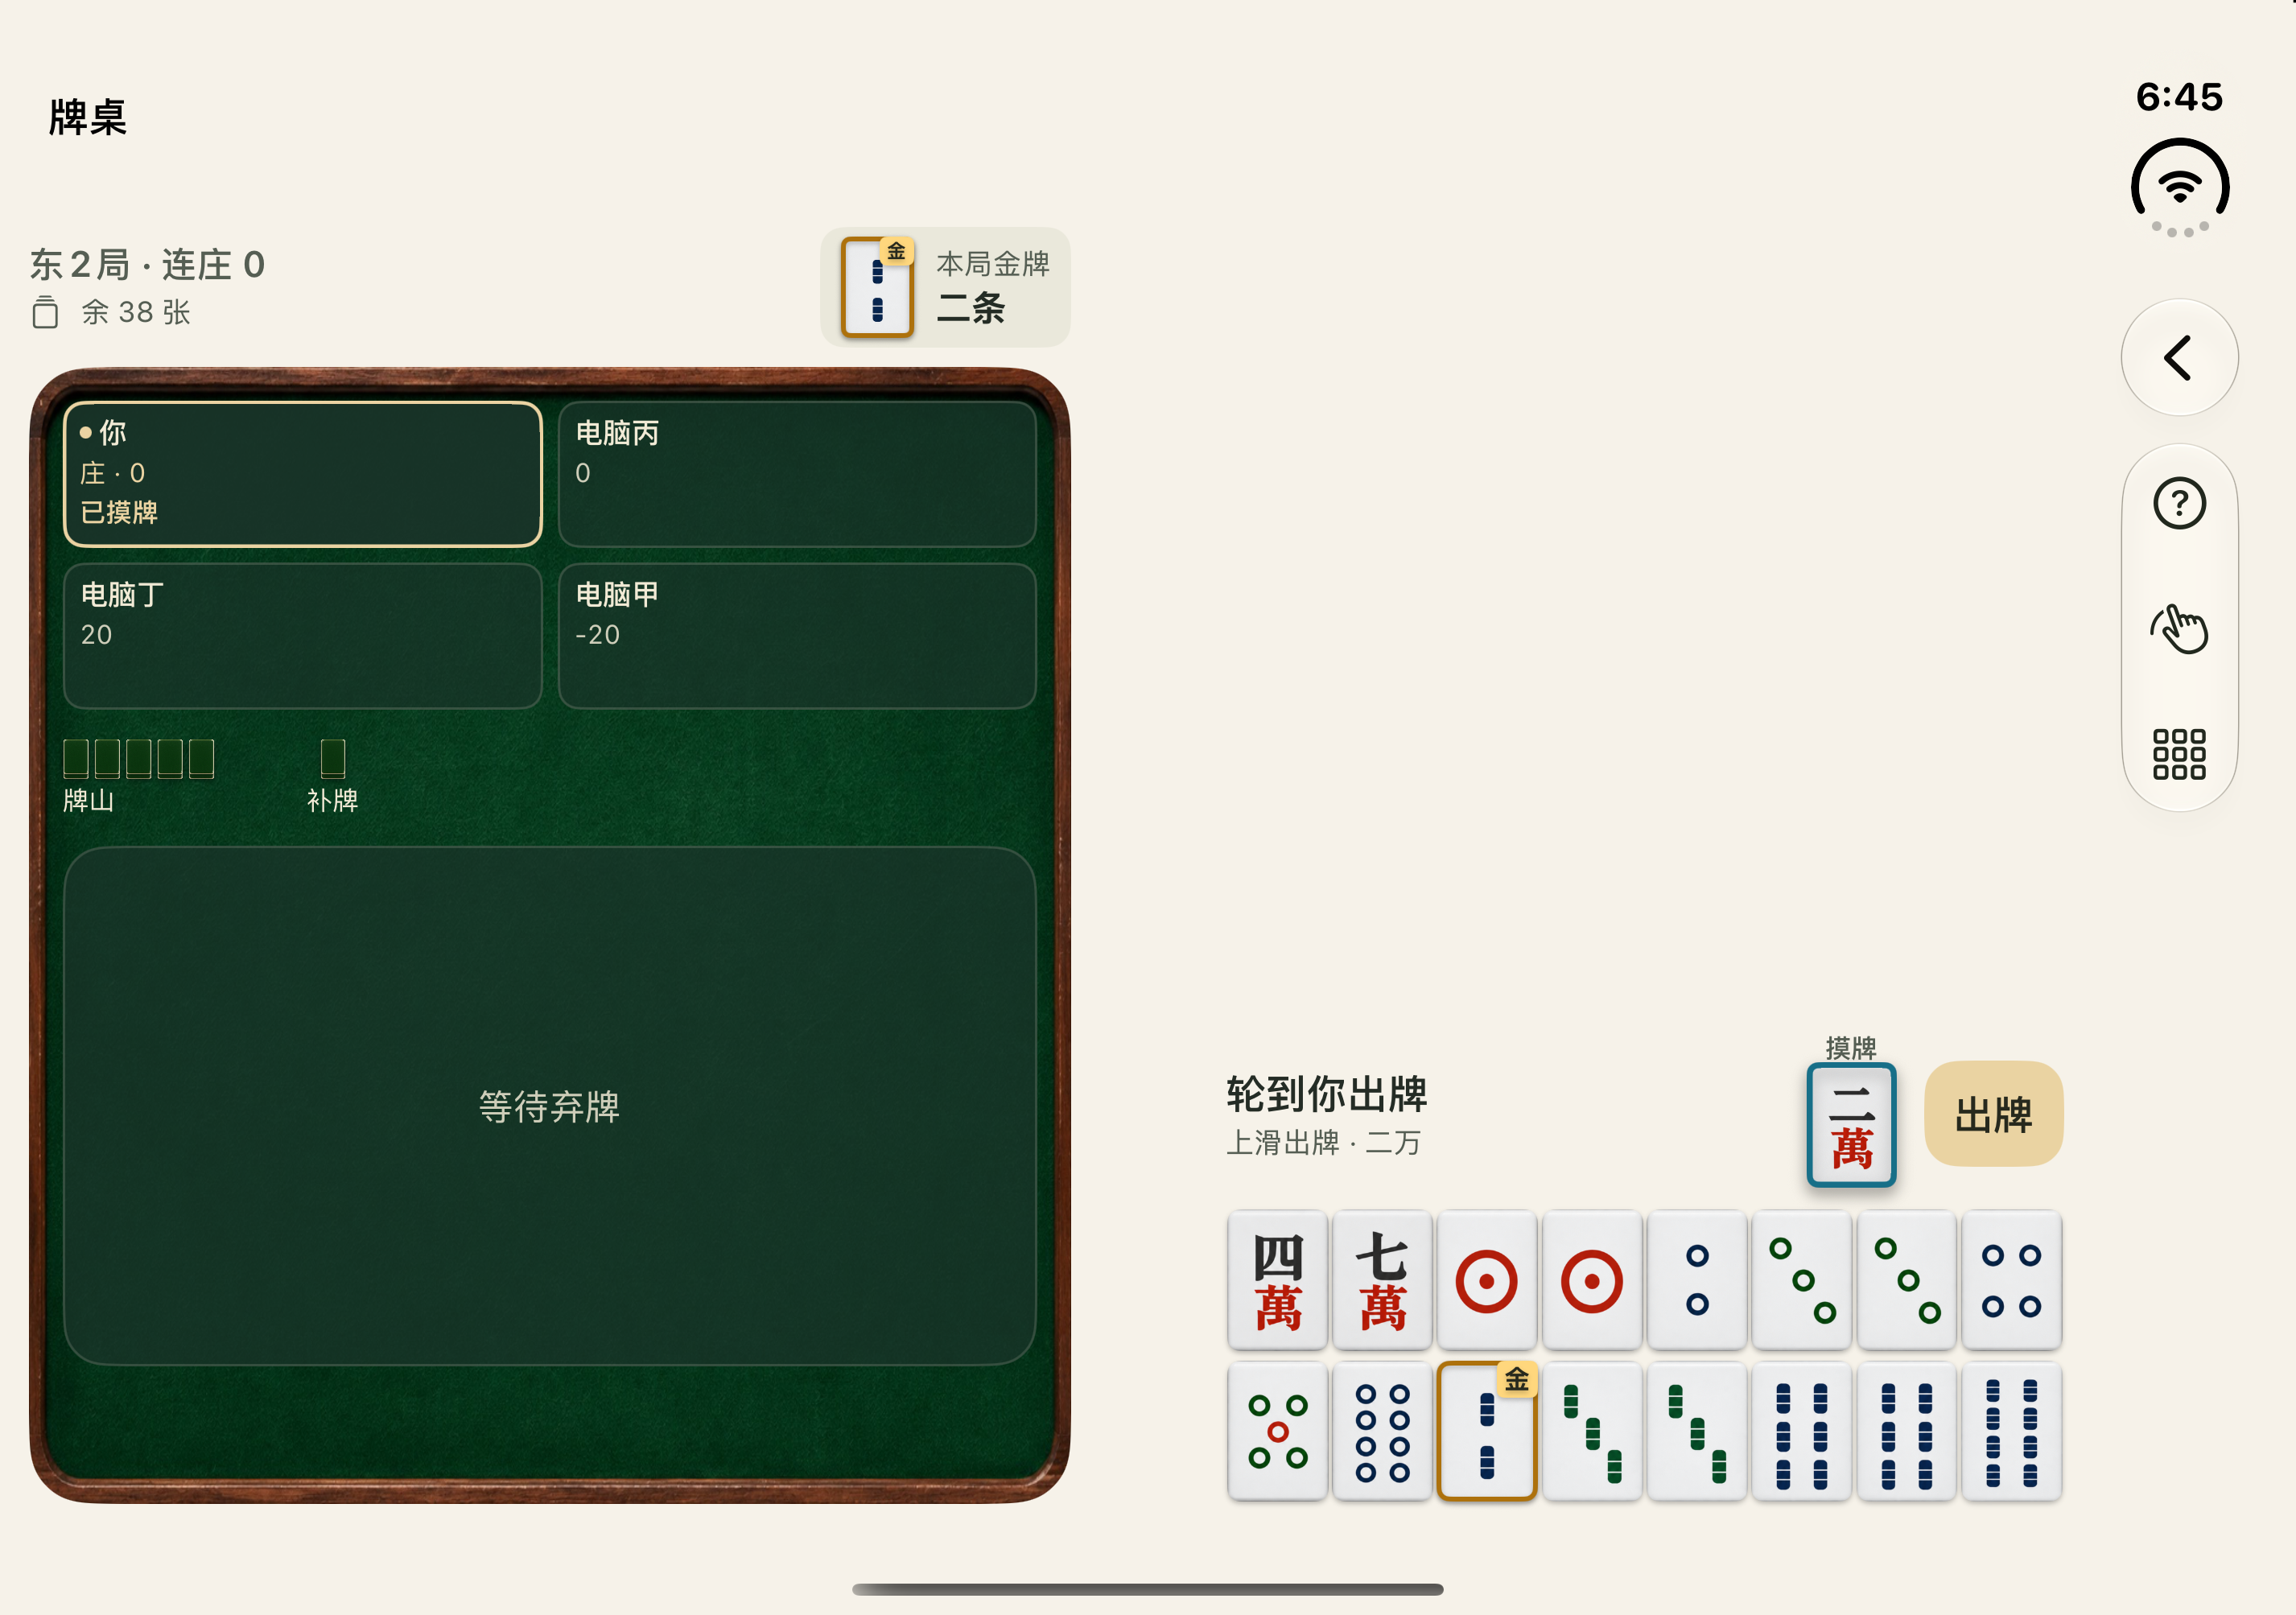 6:45
牌桌
东2局 · 连庄 0
余 38 张
金
本局金牌
二条
你
庄 · 0
已摸牌
电脑丙
0
电脑丁
20
电脑甲
-20
牌山
补牌
等待弃牌
摸牌
轮到你出牌
上滑出牌 · 二万
二萬
出牌
四萬
七萬
金